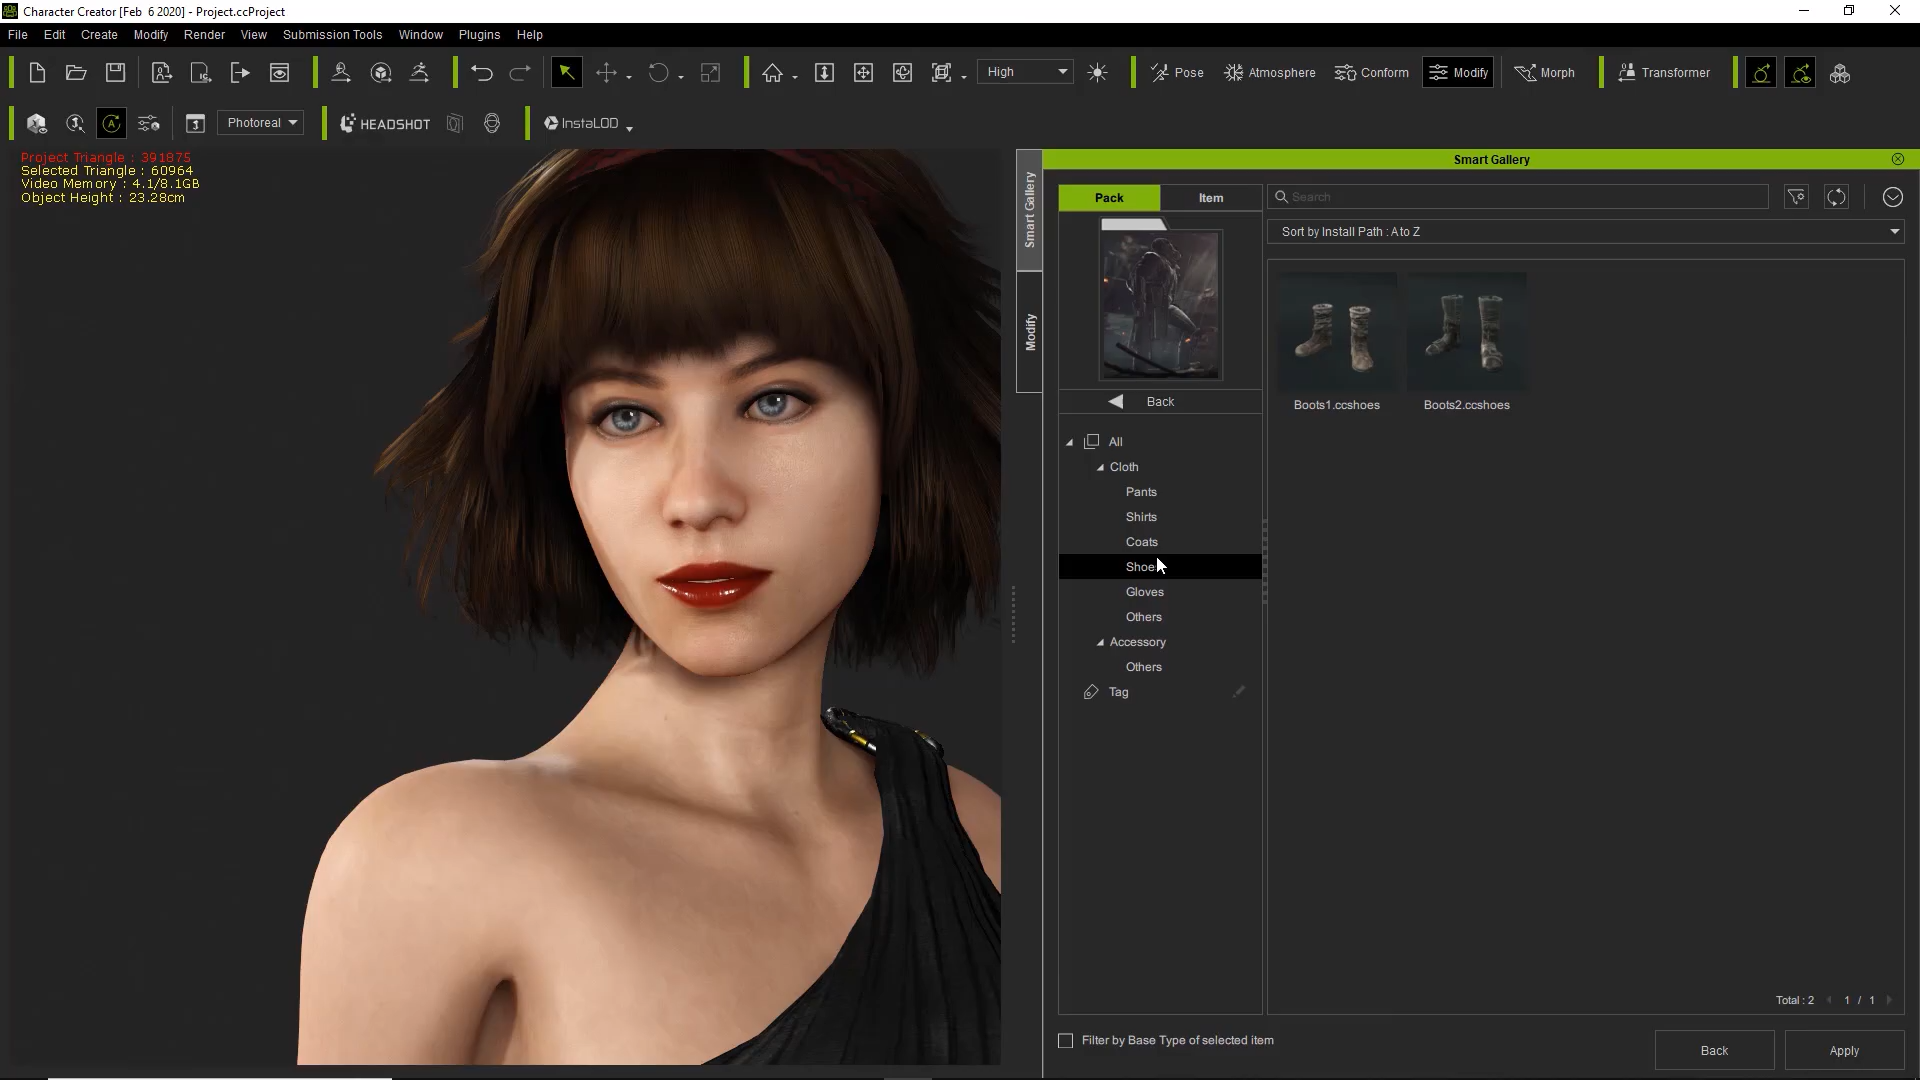 Character Creator [Feb  6 2020] - Project.ccProject
File Edit Create Modify Render View Submission Tools Window Plugins Help
High Pose Atmosphere Conform Modify Morph Transformer
Photoreal HEADSHOT InstaLOD
Project Triangle : 391875
Selected Triangle : 60964
Video Memory : 4.1/8.1GB
Object Height : 23.28cm
Smart Gallery
Modify
Smart Gallery
Pack Item Search
Sort by Install Path : A to Z
Boots1.ccshoes Boots2.ccshoes
Back
All
Cloth
Pants
Shirts
Coats
Shoe
Gloves
Others
Accessory
Others
Tag
Total : 2 1 / 1
Filter by Base Type of selected item
Back Apply